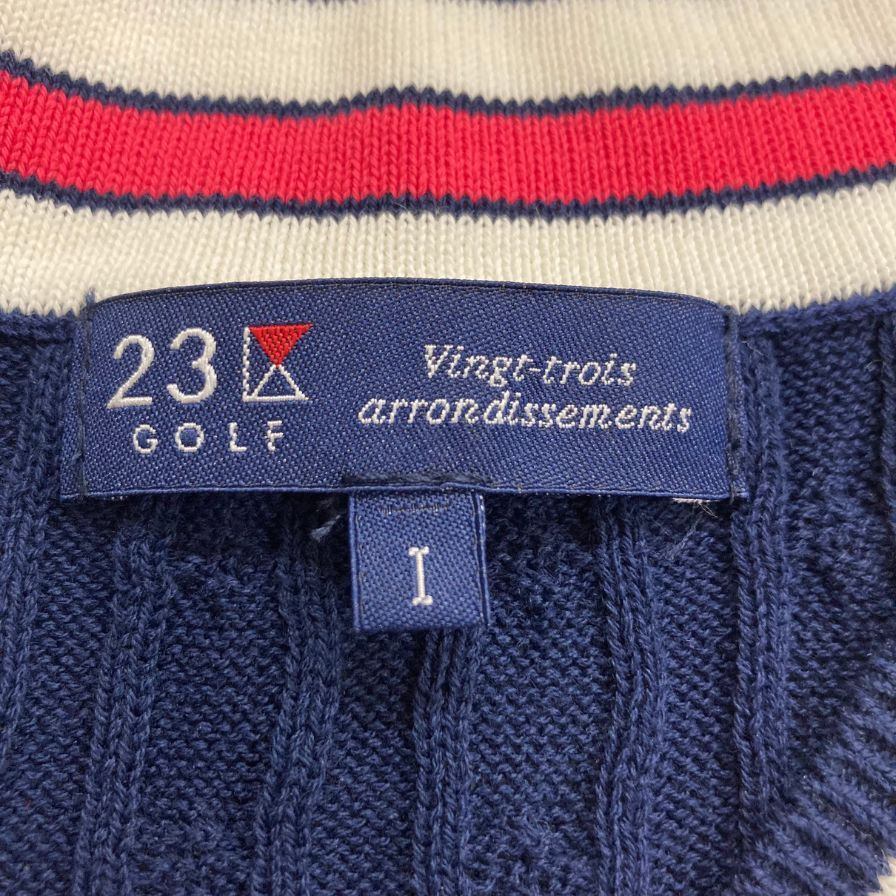 23
GOLF
Vingt-trois
arrondissements
I